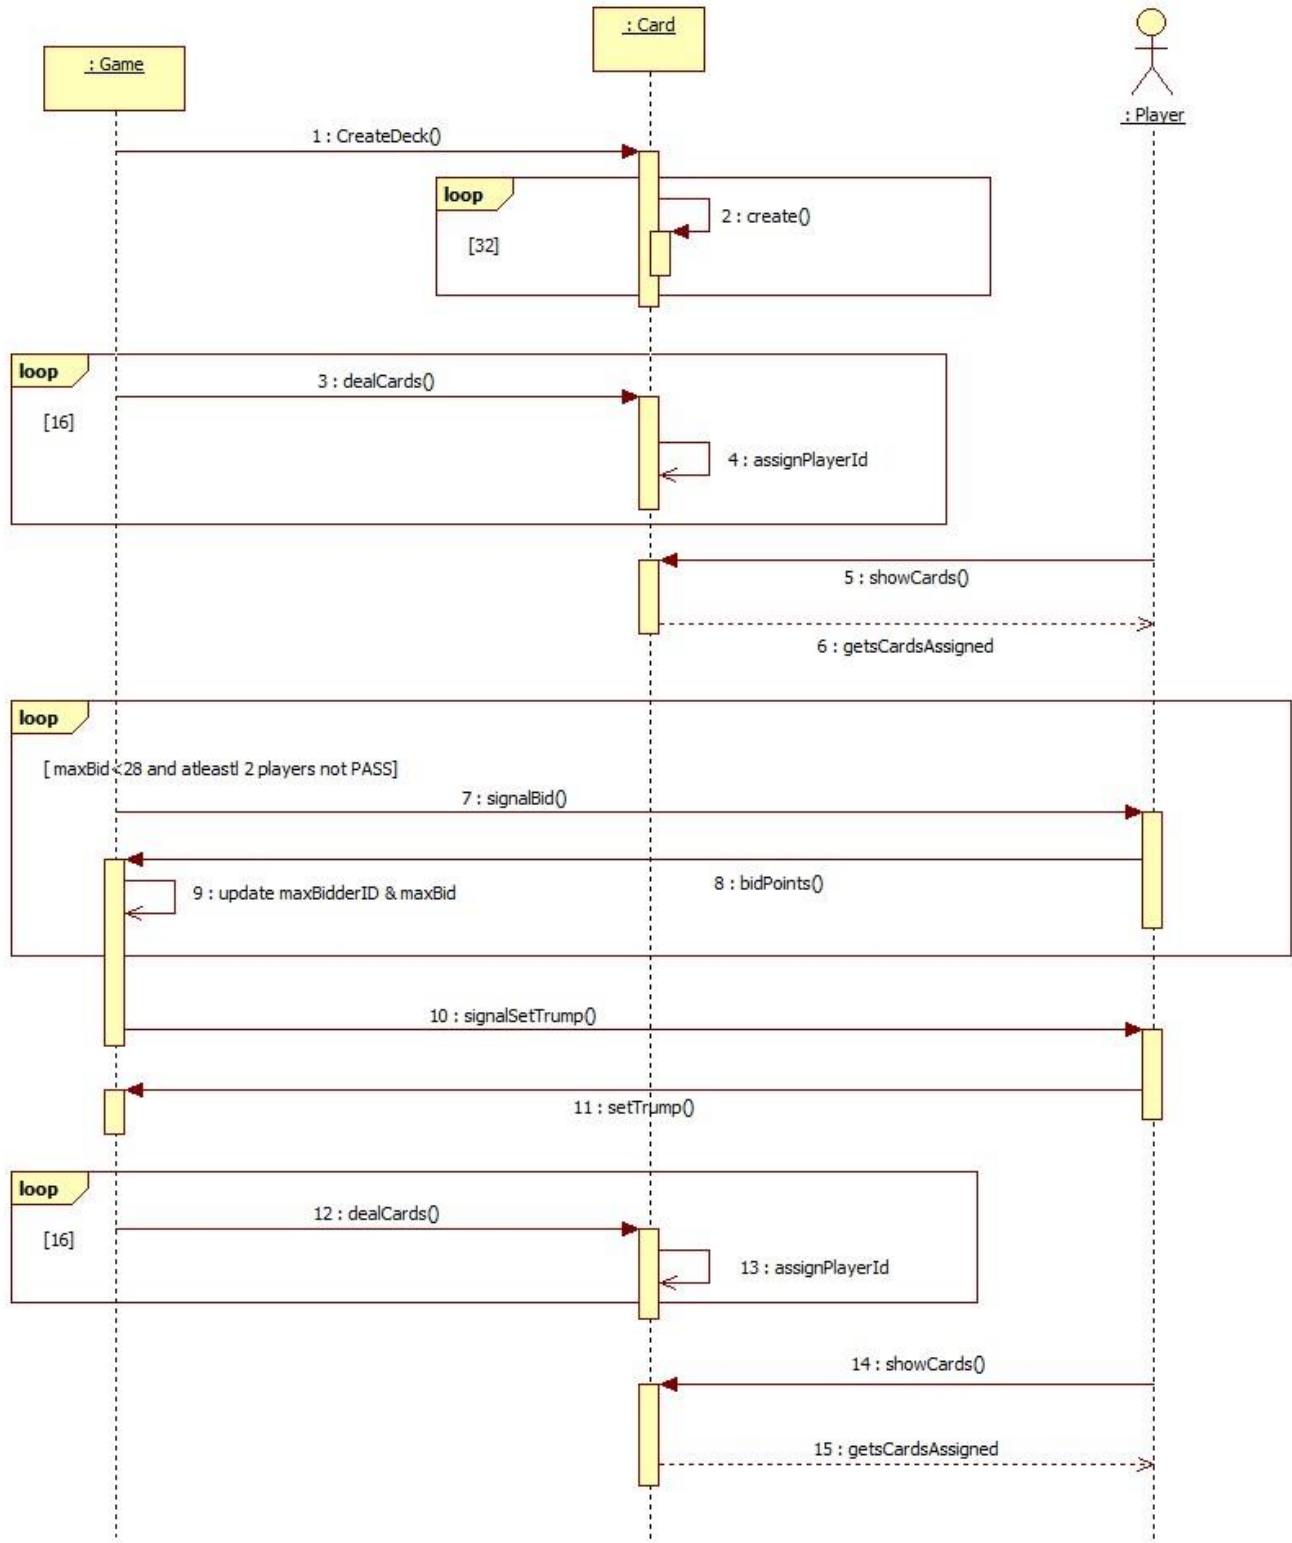 : Card
: Game
: Player
1 : CreateDeck()
loop
2 : create()
[32]
loop
3 : dealCards()
[16]
4 : assignPlayerId
5 : showCards()
6 : getsCardsAssigned
loop
[ maxBid<28 and atleastl 2 players not PASS]
7 : signalBid()
8 : bidPoints()
9 : update maxBidderID & maxBid
10 : signalSetTrump()
11 : setTrump()
loop
12 : dealCards()
[16]
13 : assignPlayerId
14 : showCards()
15 : getsCardsAssigned